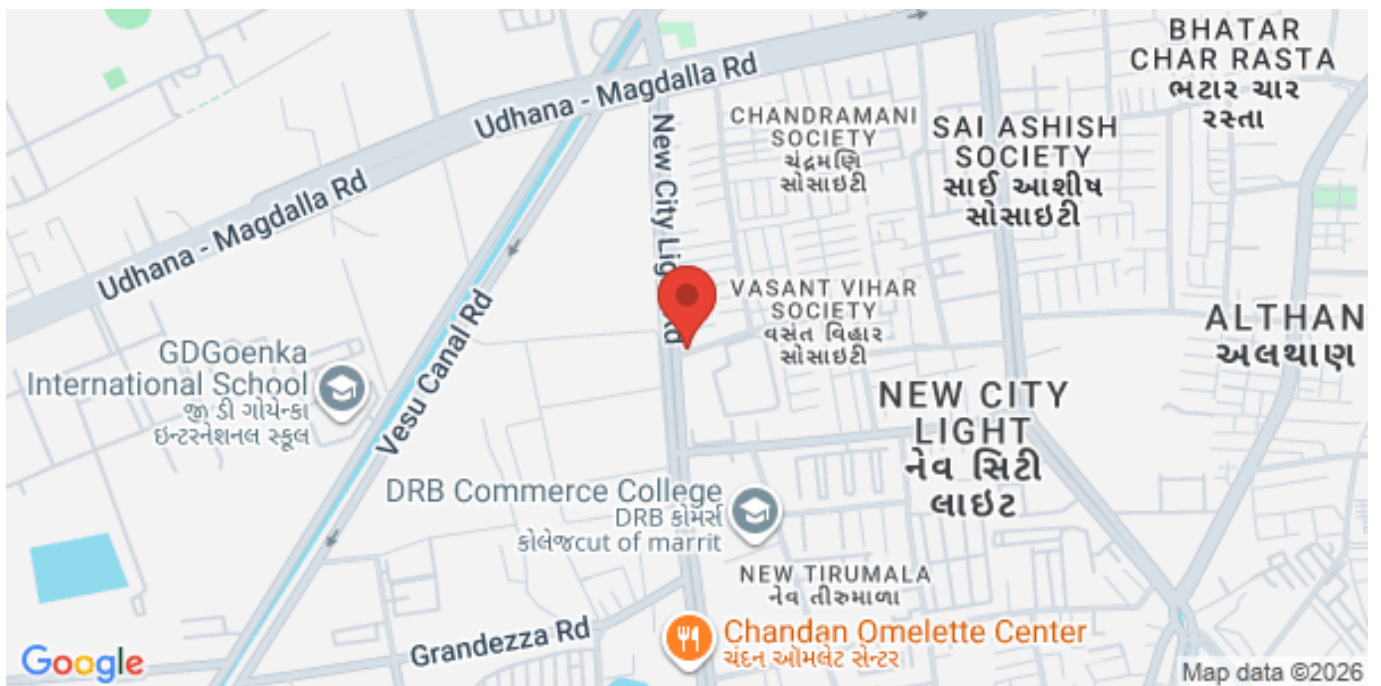 BHATAR
CHAR RASTA
ભટાર ચાર
રસ્તા
Udhana - Magdalla Rd
CHANDRAMANI
SOCIETY
ચંદ્રમણિ
સોસાઇટી
SAI ASHISH
SOCIETY
સાઈ આશીષ
સોસાઇટી
Udhana - Magdalla Rd
New City Lig
Rd
VASANT VIHAR
SOCIETY
વસંત વિહાર
સોસાઇટી
ALTHAN
અલથાણ
Vesu Canal Rd
GDGoenka
International School
જી ડી ગોયેન્કા
ઇન્ટરનેશનલ સ્કૂલ
NEW CITY
LIGHT
નેવ સિટી
લાઇટ
DRB Commerce College
DRB કોમર્સ
કોલેજcut of marrit
NEW TIRUMALA
નેવ તીરુમાળા
Grandezza Rd
Chandan Omelette Center
ચંદન ઑમલેટ સેન્ટર
Google
Map data ©2026